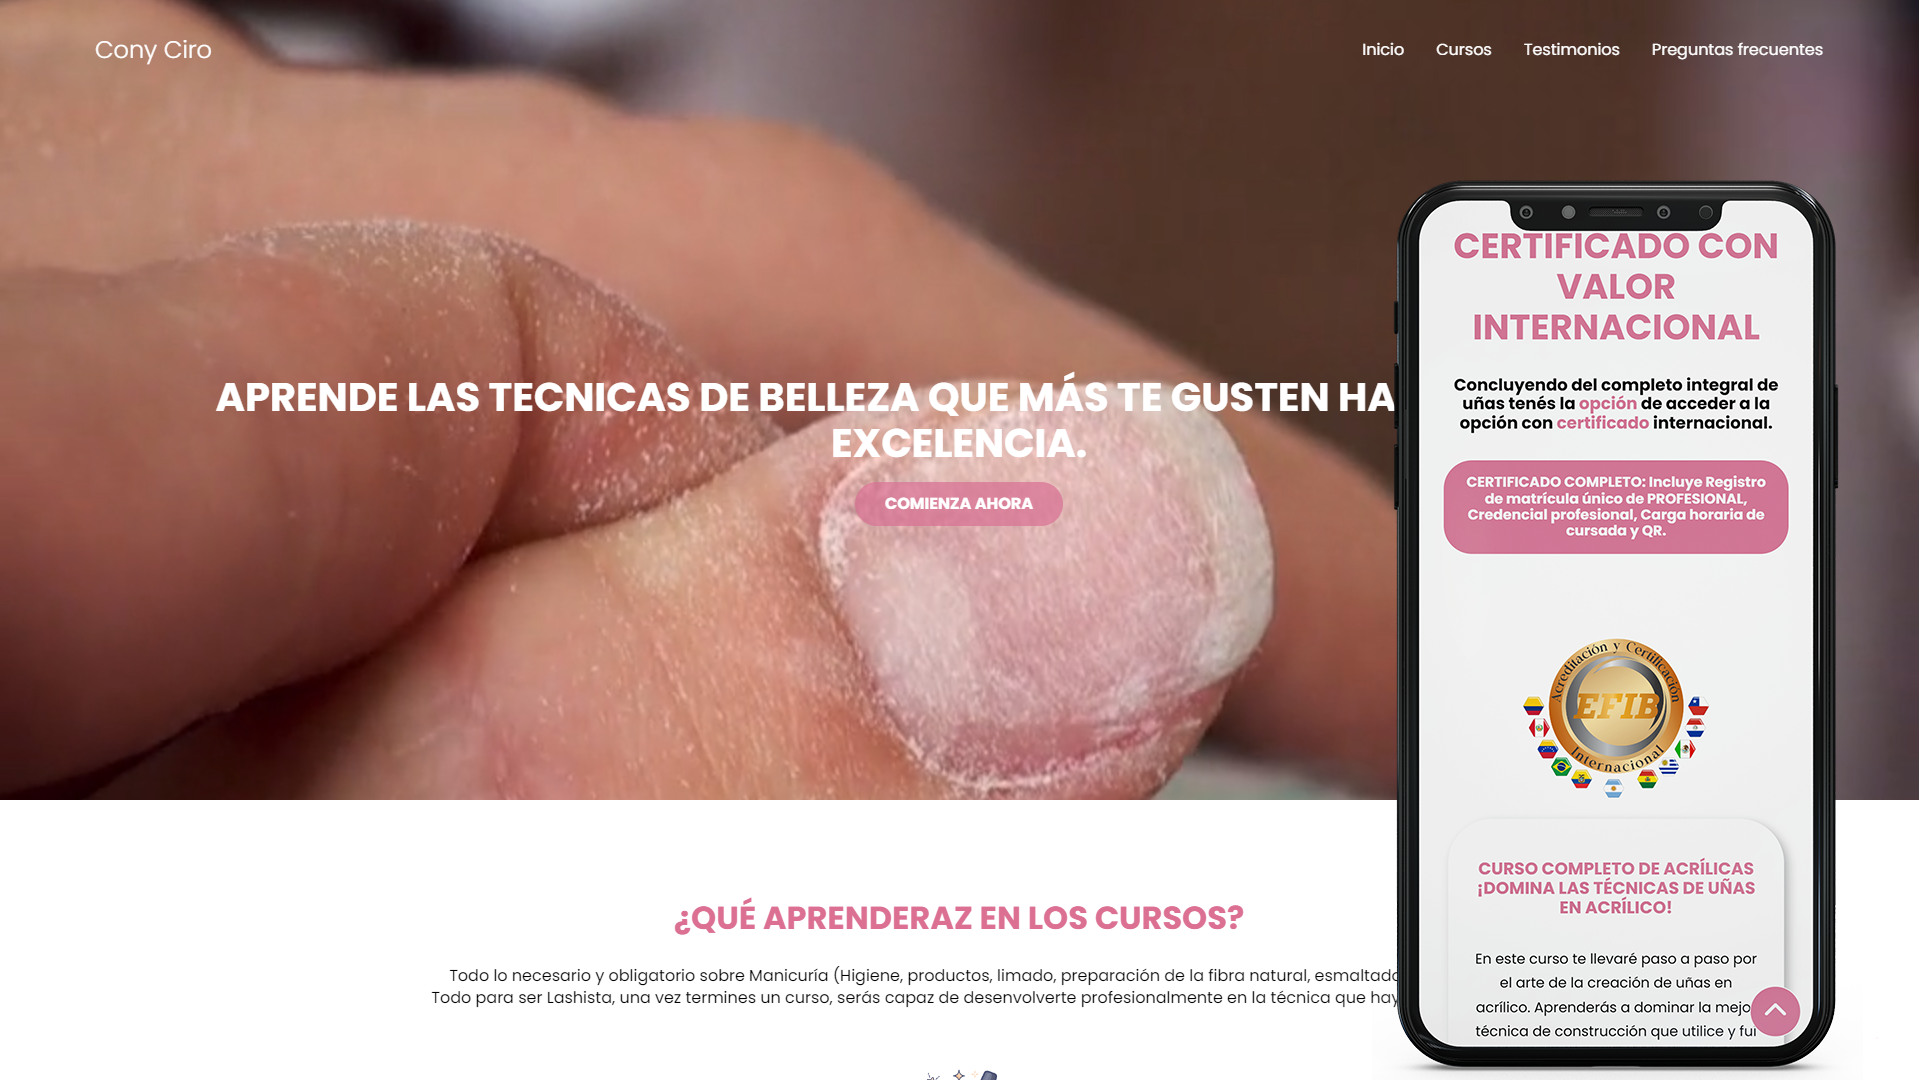 Cony Ciro
Inicio
Cursos
Testimonios
Preguntas frecuentes
APRENDE LAS TECNICAS DE BELLEZA QUE MÁS TE GUSTEN HA
EXCELENCIA.
COMIENZA AHORA
¿QUÉ APRENDERAZ EN LOS CURSOS?
Todo lo necesario y obligatorio sobre Manicuría (Higiene, productos, limado, preparación de la fibra natural, esmaltado
Todo para ser Lashista, una vez termines un curso, serás capaz de desenvolverte profesionalmente en la técnica que hay
CERTIFICADO CON
VALOR
INTERNACIONAL
Concluyendo del completo integral de
uñas tenés la opción de acceder a la
opción con certificado internacional.
CERTIFICADO COMPLETO: Incluye Registro
de matrícula único de PROFESIONAL,
Credencial profesional, Carga horaria de
cursada y QR.
Acreditación y Certificación
EFIB
Internacional
CURSO COMPLETO DE ACRÍLICAS
¡DOMINA LAS TÉCNICAS DE UÑAS
EN ACRÍLICO!
En este curso te llevaré paso a paso por
el arte de la creación de uñas en
acrílico. Aprenderás a dominar la mejo
técnica de construcción que utilice y fui